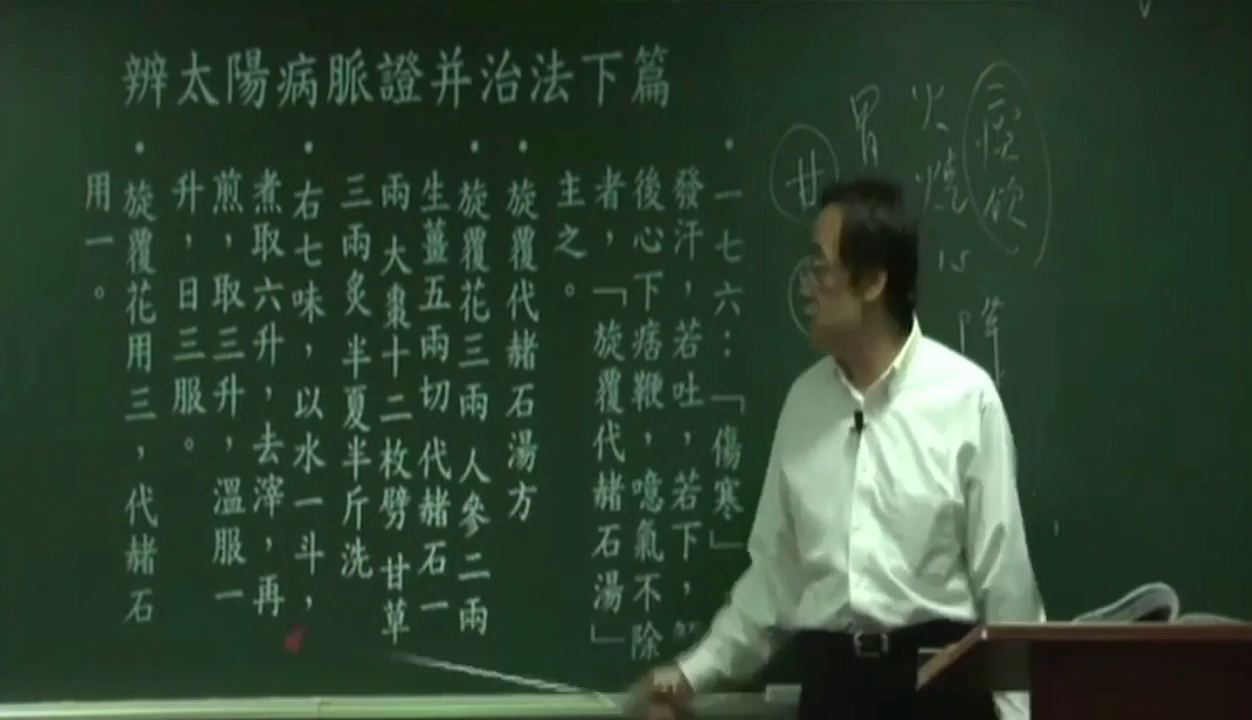 辨太陽病脈證并治法下篇
•一七六：「傷寒」
發汗，若吐，若下，解
後心下痞鞕，噫氣不除
者，「旋覆代赭石湯」
主之。
•旋覆代赭石湯方
•旋覆花三兩 人參二兩
生薑五兩切 代赭石一
兩 大棗十二枚劈 甘草
三兩炙 半夏半斤洗
•右七味，以水一斗，
煮取六升，去滓，再
煎，取三升，溫服一
升，日三服。
•旋覆花用三，代赭石
用一。
火燒心
胃
甘